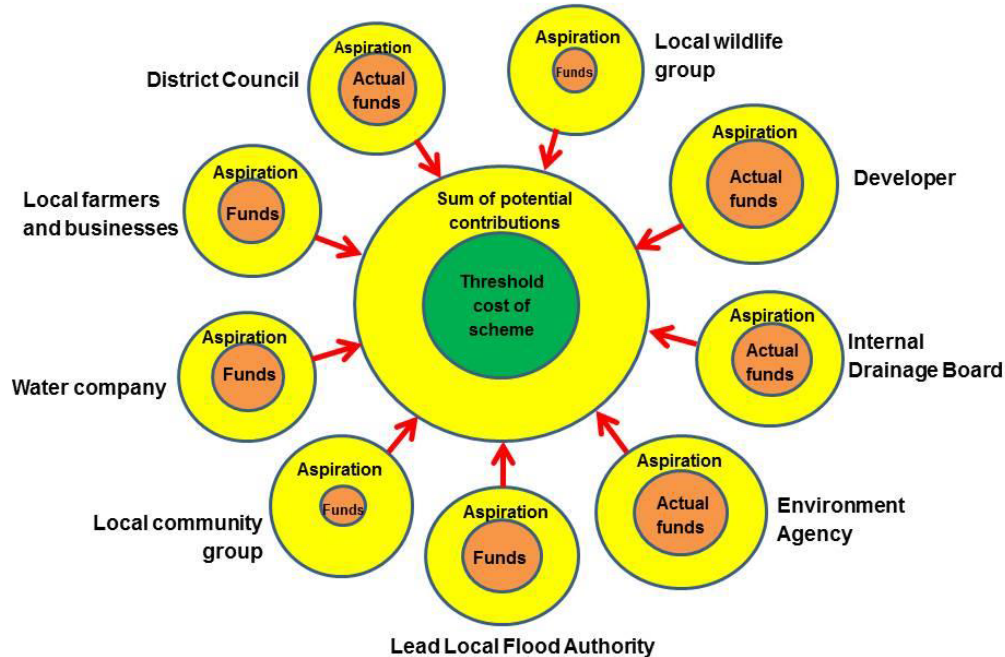 Aspiration
Actual
funds
District Council
Aspiration
Funds
Local wildlife
group
Aspiration
Actual
funds
Developer
Aspiration
Funds
Local farmers
and businesses
Sum of potential
contributions
Threshold
cost of
scheme
Aspiration
Actual
funds
Internal
Drainage Board
Aspiration
Funds
Water company
Aspiration
Funds
Local community
group
Aspiration
Funds
Lead Local Flood Authority
Aspiration
Actual
funds
Environment
Agency